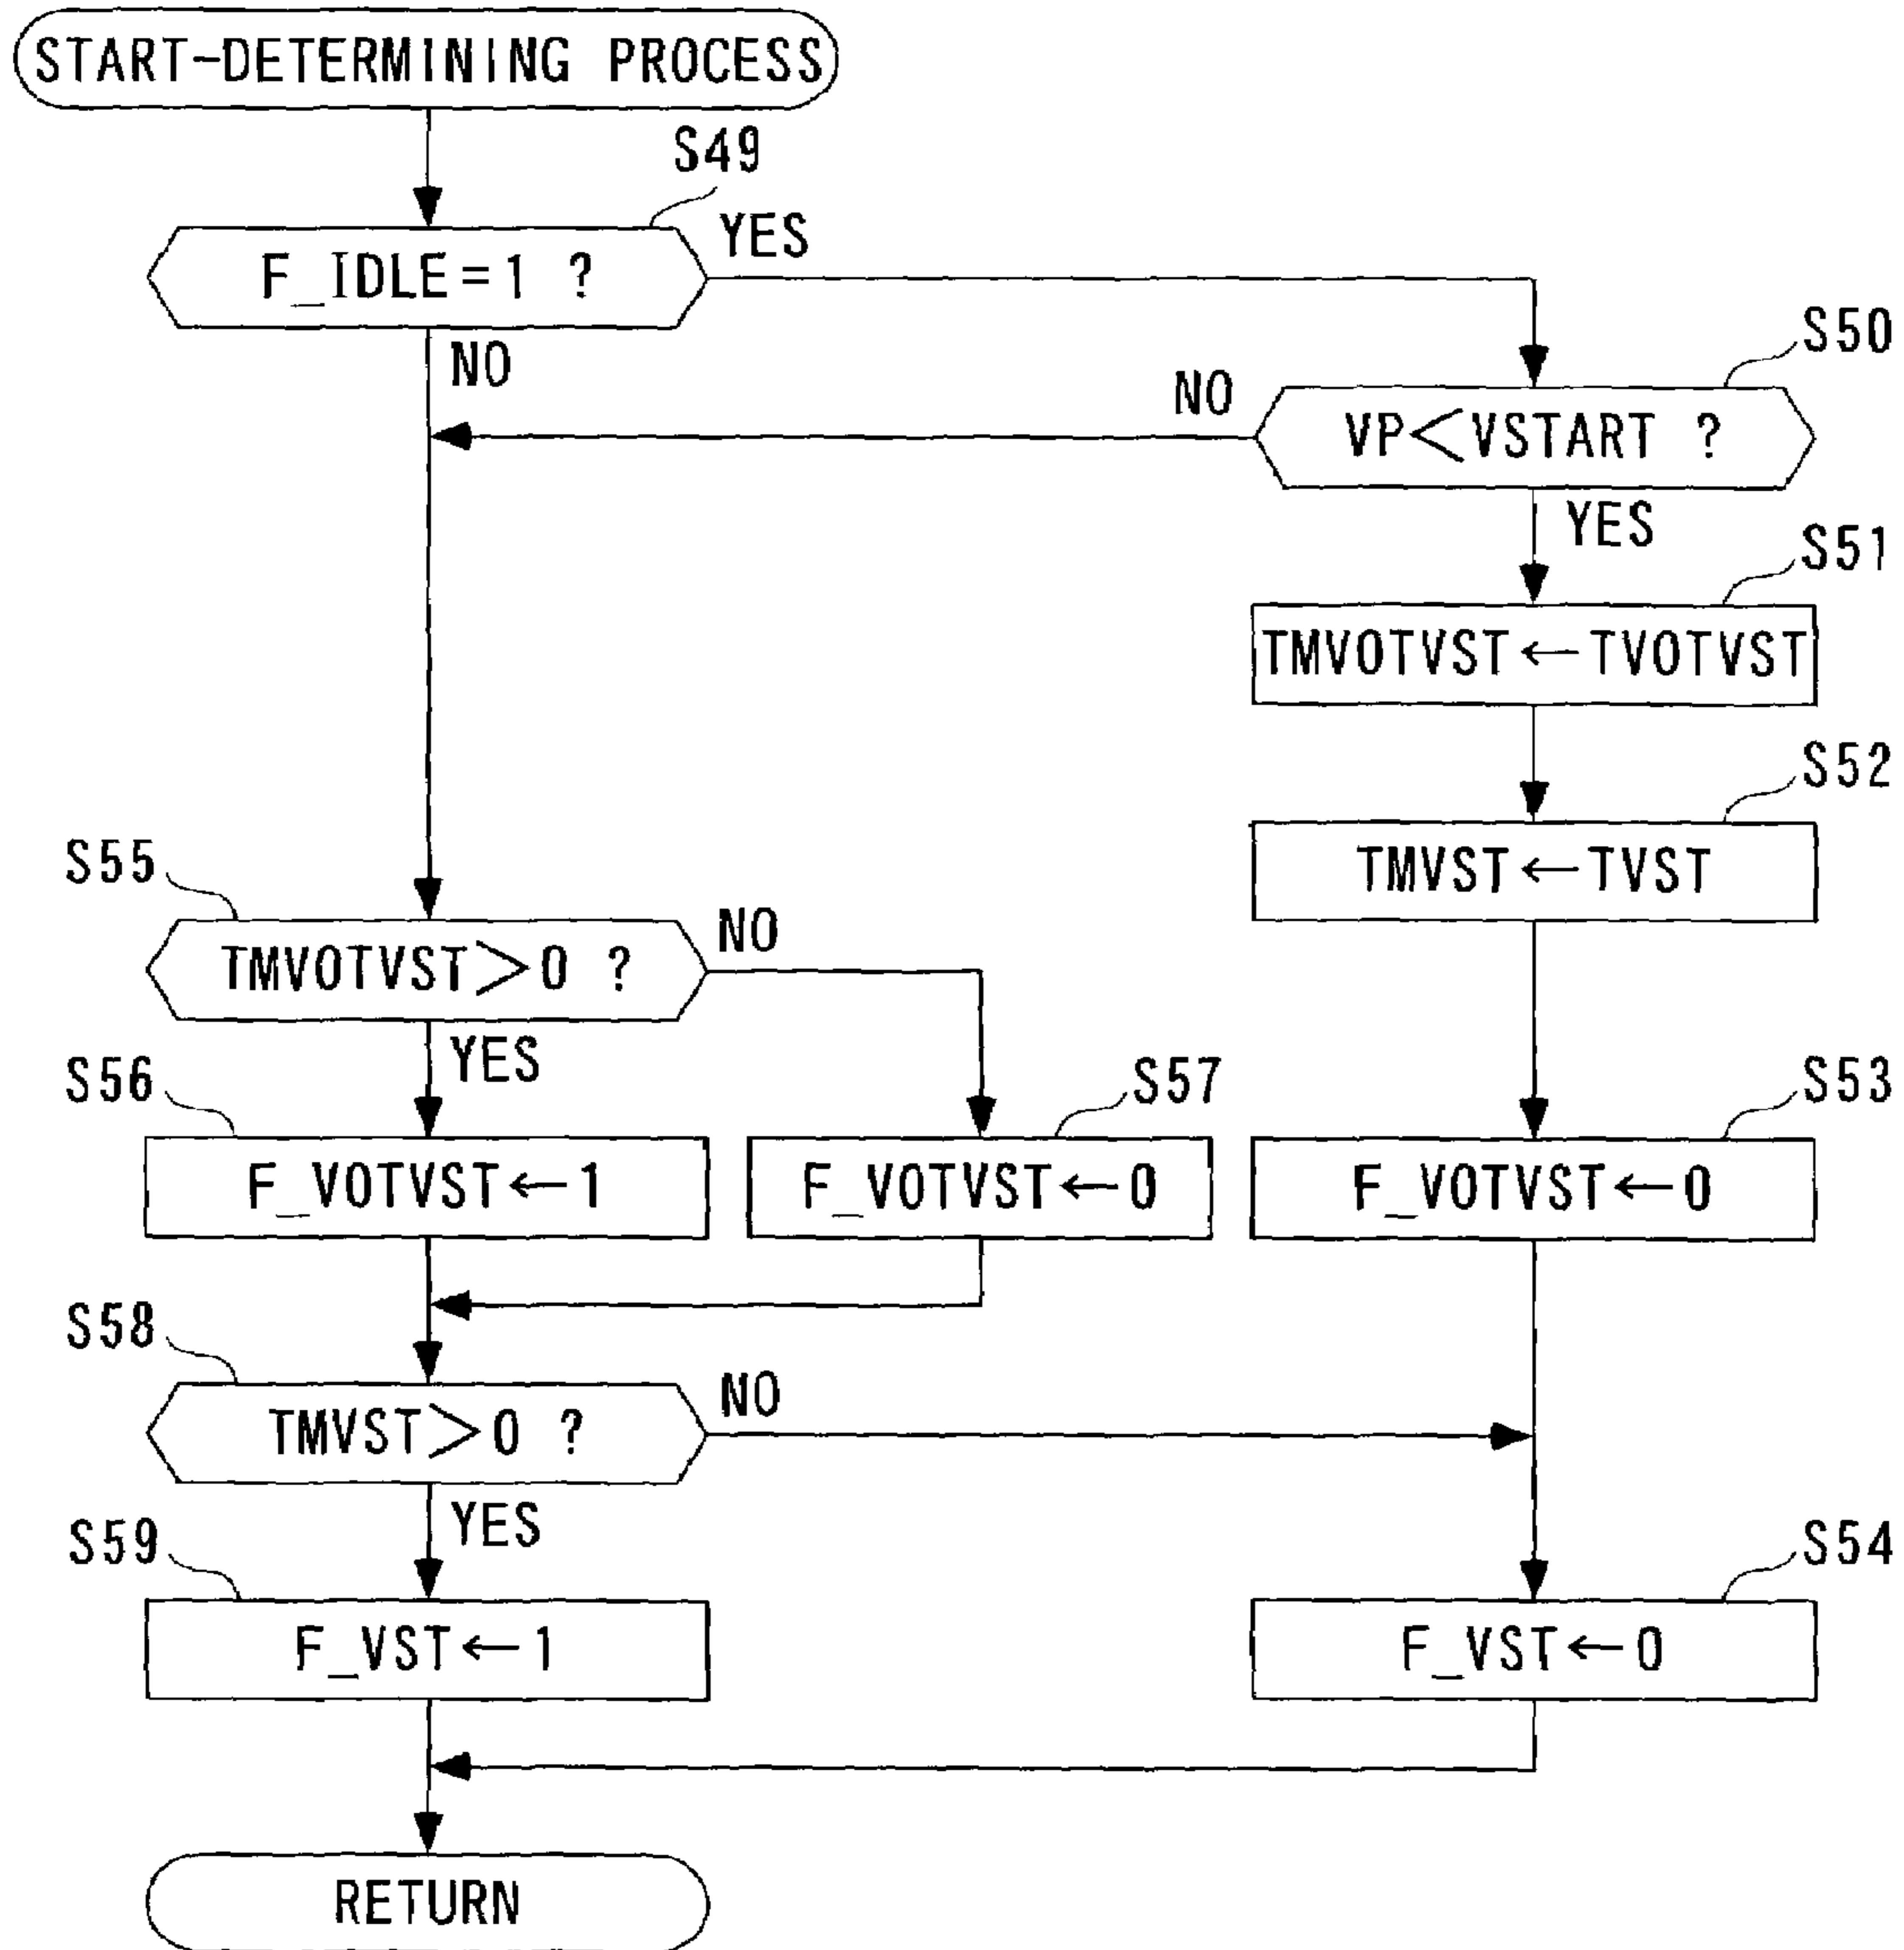 START-DETERMINING PROCESS
S49
F_IDLE=1 ?
YES
NO
S50
VP<VSTART ?
NO
YES
S51
TMVOTVST←TVOTVST
S52
TMVST←TVST
S55
TMVOTVST>0 ?
NO
YES
S56
F_VOTVST←1
S57
F_VOTVST←0
S53
F_VOTVST←0
S58
TMVST>0 ?
NO
YES
S59
F_VST←1
S54
F_VST←0
RETURN